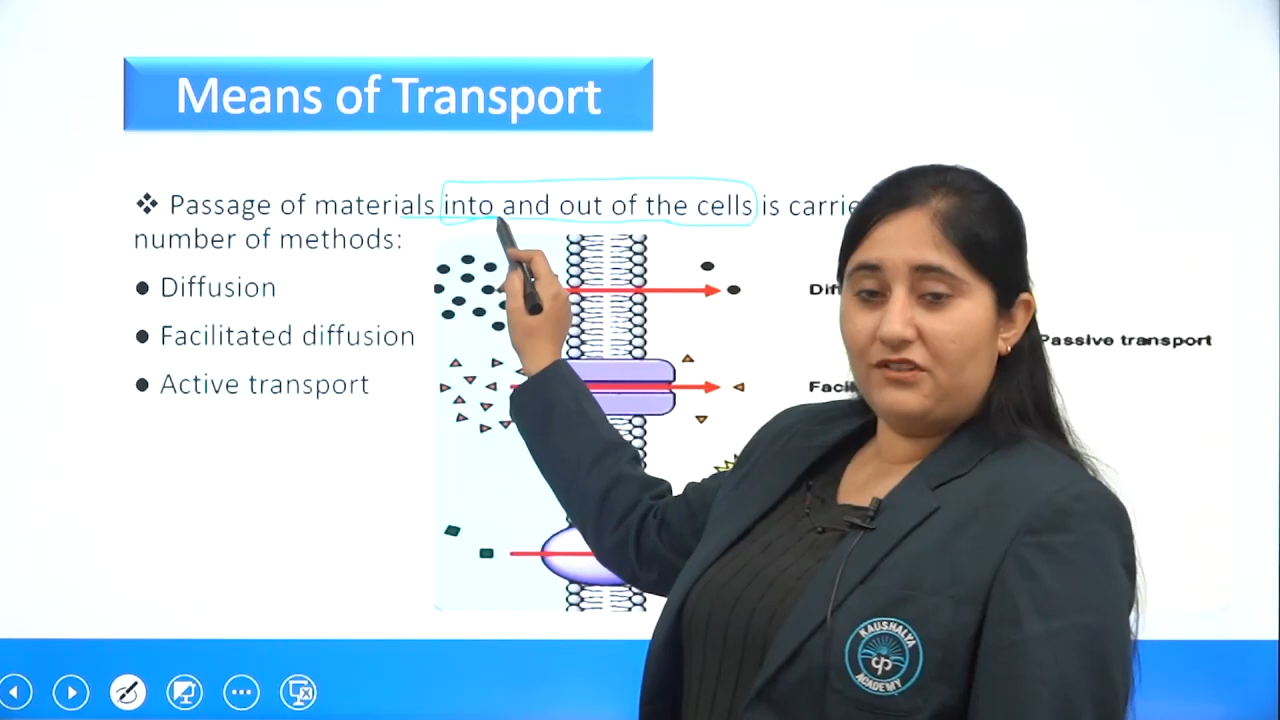 Means of Transport
❖ Passage of materials into and out of the cells is
number of methods:
● Diffusion
● Facilitated diffusion
● Active transport
Passive transport
KAUSHALYA
ACADEMY